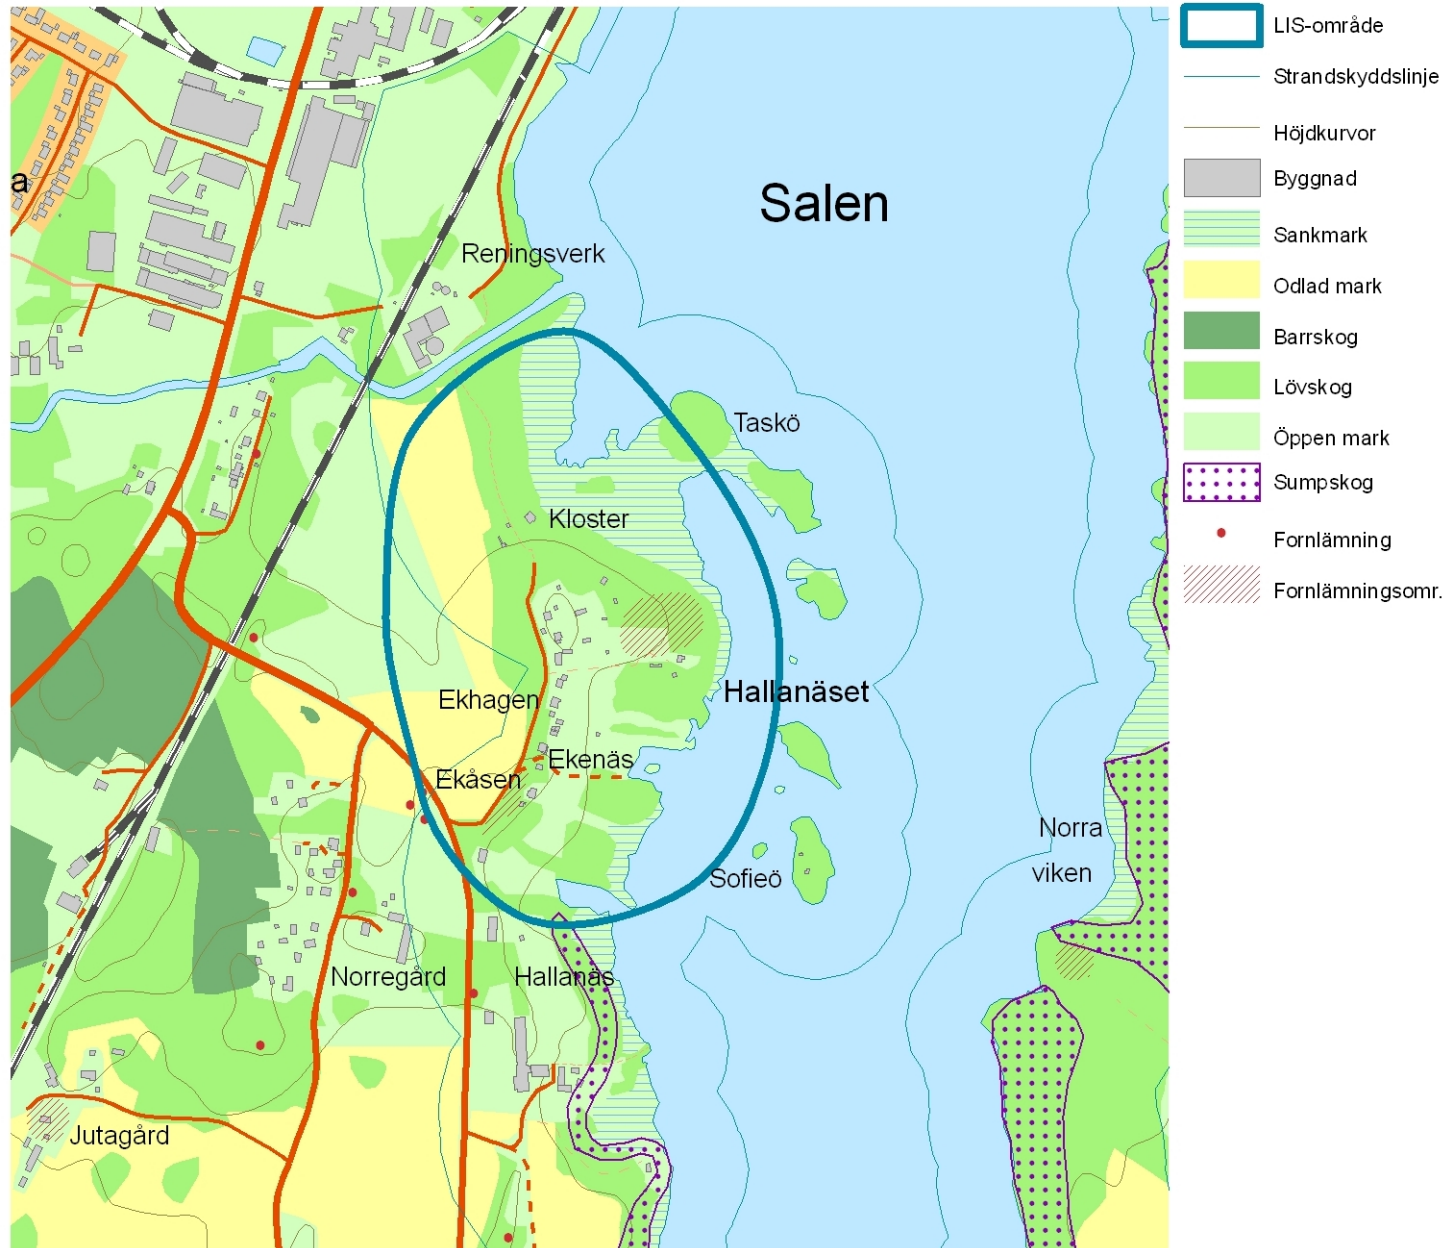 a
Salen
Reningsverk
Taskö
Kloster
Ekhagen
Hallanäset
Ekenäs
Ekåsen
Sofieö
Norra
viken
Norregård
Hallanäs
Jutagård
LIS-område
Strandskyddslinje
Höjdkurvor
Byggnad
Sankmark
Odlad mark
Barrskog
Lövskog
Öppen mark
Sumpskog
Fornlämning
Fornlämningsomr.